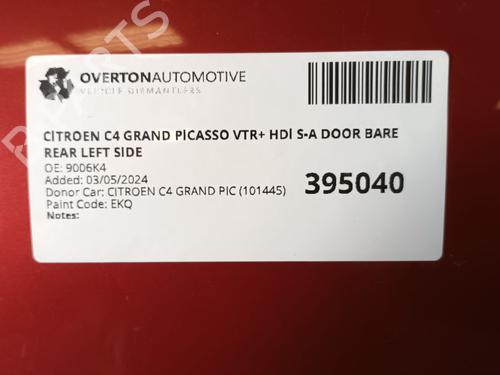 OVERTONAUTOMOTIVE
VEHICLE DISMANTLERS
CITROEN C4 GRAND PICASSO VTR+ HDI S-A DOOR BARE
REAR LEFT SIDE
OE: 9006K4
Added: 03/05/2024
Donor Car: CITROEN C4 GRAND PIC (101445)
Paint Code: EKQ
Notes:
395040